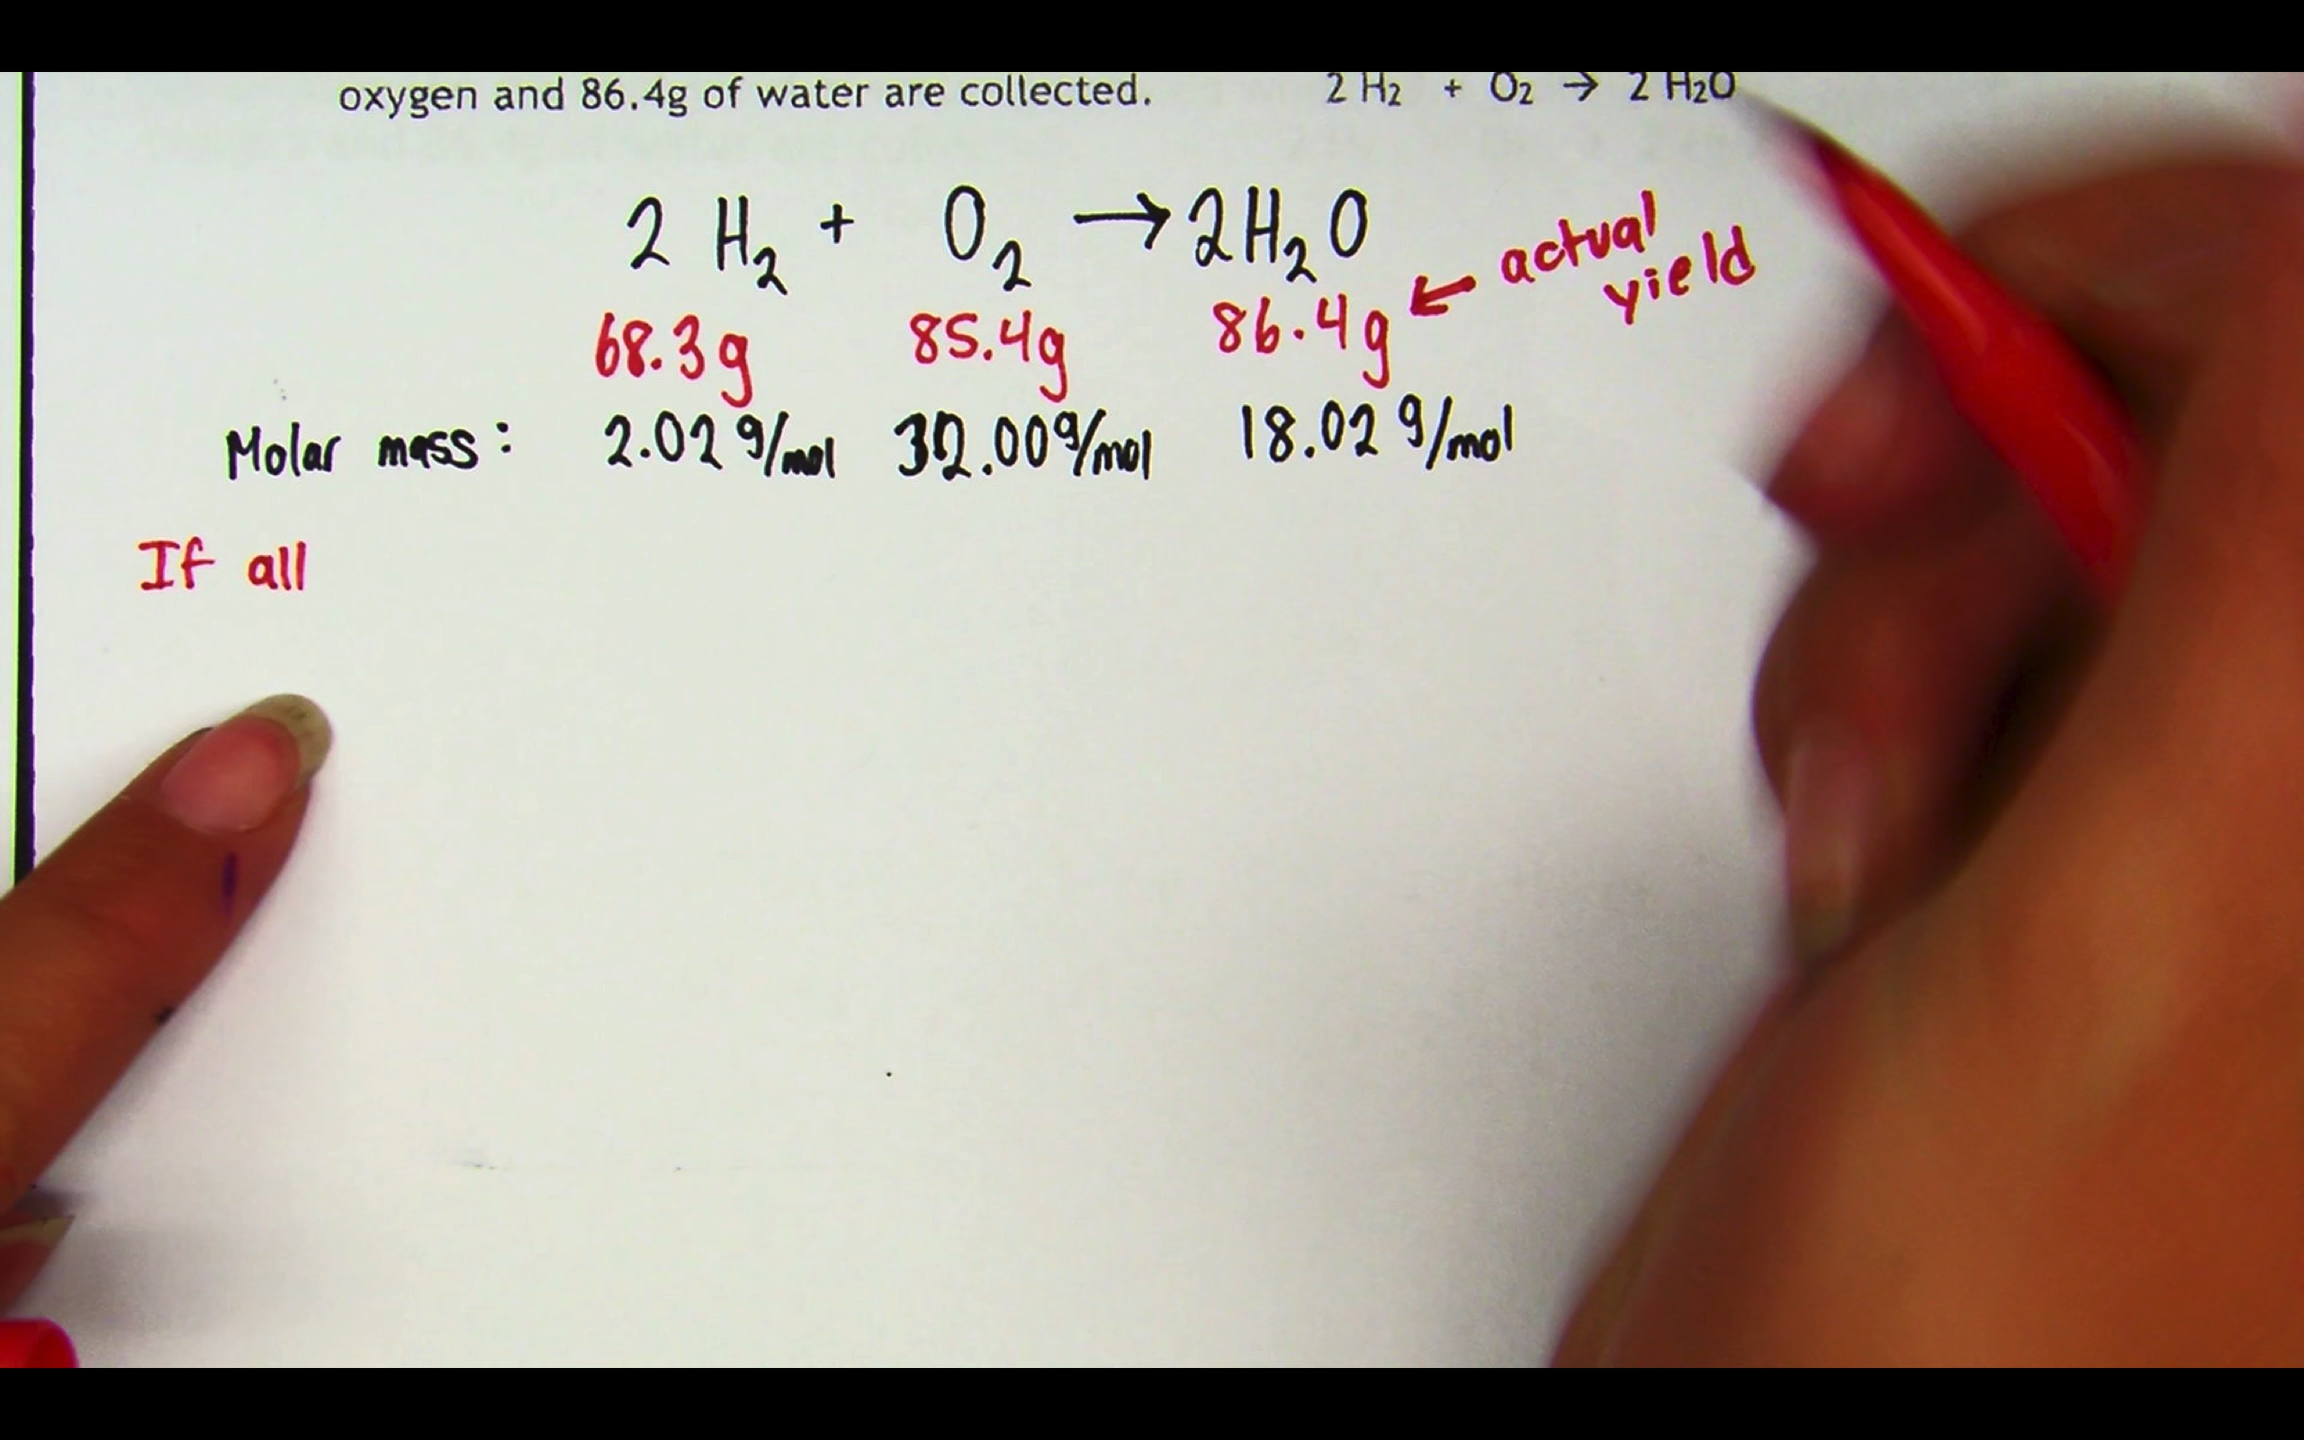 oxygen and 86.4g of water are collected. 2 H₂ + O₂ → 2 H₂O
2 H₂ + O₂ → 2H₂O
actual
yield
68.3g 85.4g 86.4g ←
Molar mass: 2.02 g/mol 32.00 g/mol 18.02 g/mol
If all